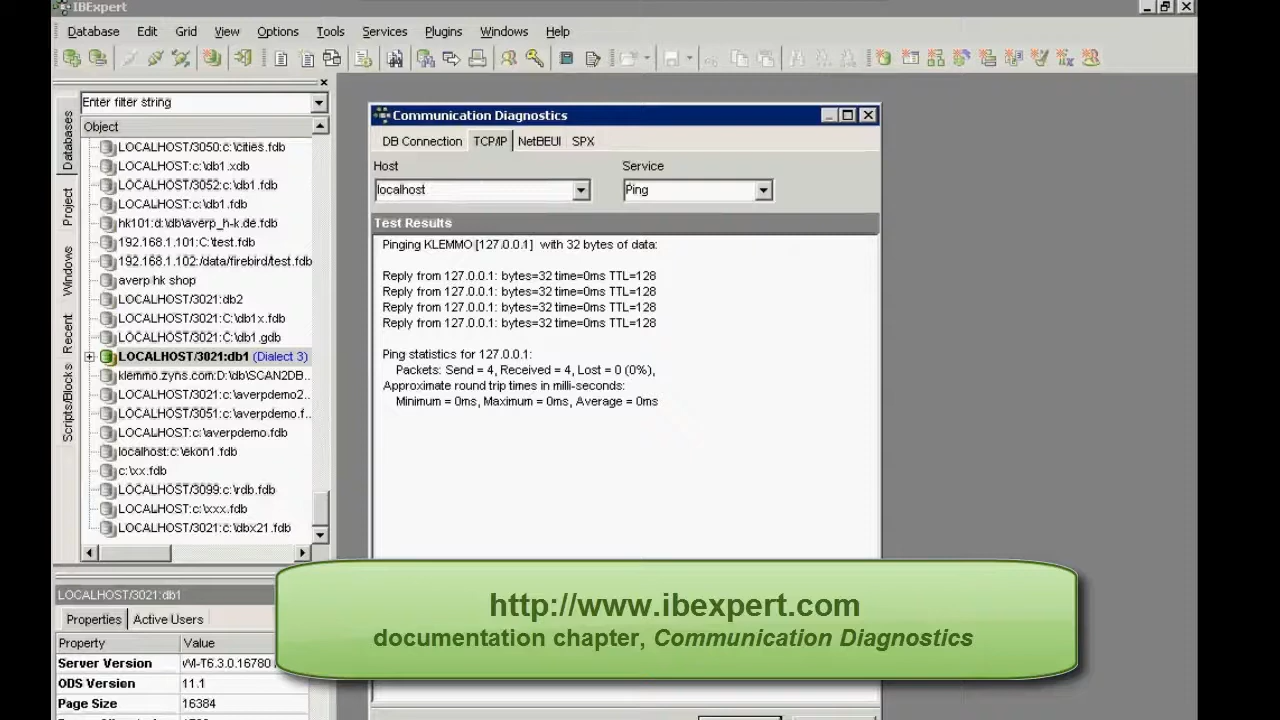 IBExpert
Database Edit Grid View Options Tools Services Plugins Windows Help
Enter filter string
Object
LOCALHOST/3050:c:\cities.fdb
LOCALHOST:c:\db1.xdb
LOCALHOST/3052:c:\db1.fdb
LOCALHOST:c:\db1.fdb
hk101:d:\db\averp_h-k.de.fdb
192.168.1.101:C:\test.fdb
192.168.1.102:/data/firebird/test.fdb
averp hk shop
LOCALHOST/3021:db2
LOCALHOST/3021:C:\db1x.fdb
LOCALHOST/3021:C:\db1.gdb
LOCALHOST/3021:db1 (Dialect 3)
klemmo.zyns.com:D:\db\SCAN2DB...
LOCALHOST/3021:c:\averpdemo2...
LOCALHOST/3051:c:\averpdemo.f...
LOCALHOST:c:\averpdemo.fdb
localhost:c:\ekon1.fdb
c:\xx.fdb
LOCALHOST/3099:c:\rdb.fdb
LOCALHOST:c:\xxx.fdb
LOCALHOST/3021:c:\dbx21.fdb
Databases
Project
Windows
Recent
Scripts/Blocks
LOCALHOST/3021:db1
Properties Active Users
Property Value
Server Version WI-T6.3.0.16780
ODS Version 11.1
Page Size 16384
Communication Diagnostics
DB Connection TCP/IP NetBEUI SPX
Host Service
localhost Ping
Test Results
Pinging KLEMMO [127.0.0.1] with 32 bytes of data:
Reply from 127.0.0.1: bytes=32 time=0ms TTL=128
Reply from 127.0.0.1: bytes=32 time=0ms TTL=128
Reply from 127.0.0.1: bytes=32 time=0ms TTL=128
Reply from 127.0.0.1: bytes=32 time=0ms TTL=128
Ping statistics for 127.0.0.1:
Packets: Send = 4, Received = 4, Lost = 0 (0%),
Approximate round trip times in milli-seconds:
Minimum = 0ms, Maximum = 0ms, Average = 0ms
http://www.ibexpert.com
documentation chapter, Communication Diagnostics